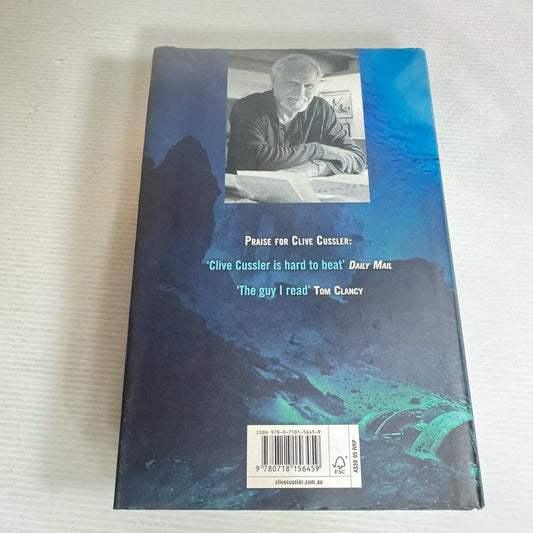 PRAISE FOR CLIVE CUSSLER:
‘Clive Cussler is hard to beat’ DAILY MAIL
‘The guy I read’ TOM CLANCY
ISBN 978-0-7181-5645-9
9 780718 156459
FSC
A$39.95 RRP
clivecussler.com.au